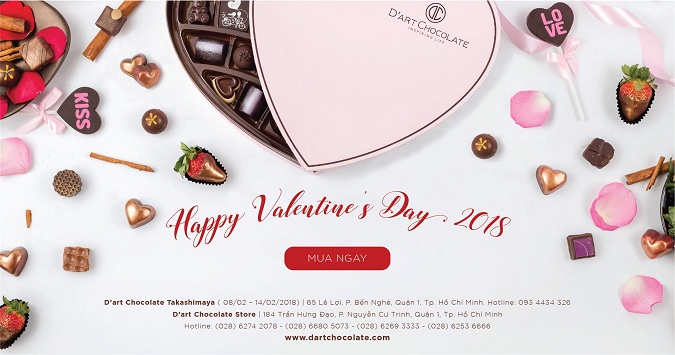 D'ART CHOCOLATE
INSPIRING LIFE
LOVE
KISS
Happy Valentine's Day . 2018
MUA NGAY
D'art Chocolate Takashimaya ( 08/02 – 14/02/2018) | 65 Lê Lợi, P. Bến Nghé, Quận 1, Tp. Hồ Chí Minh. Hotline: 093 4434 326
D'art Chocolate Store | 184 Trần Hưng Đạo, P. Nguyễn Cư Trinh, Quận 1, Tp. Hồ Chí Minh
Hotline: (028) 6274 2078 - (028) 6680 5073 - (028) 6269 3333 - (028) 6253 6666
www.dartchocolate.com